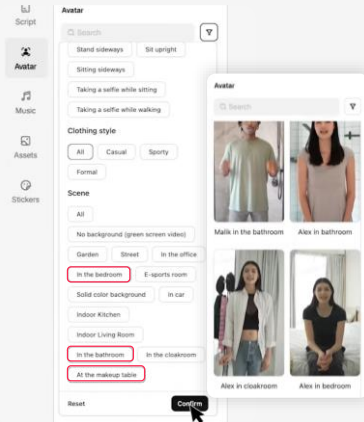 Script
Avatar
Music
Assets
Stickers
Avatar
Search
Stand sideways
Sit upright
Sitting sideways
Taking a selfie while sitting
Taking a selfie while walking
Clothing style
All
Casual
Sporty
Formal
Scene
All
No background (green screen video)
Garden
Street
In the office
In the bedroom
E-sports room
Solid color background
In car
Indoor Kitchen
Indoor Living Room
In the bathroom
In the cloakroom
At the makeup table
Reset
Confirm
Avatar
Search
Malik in the bathroom
Alex in bathroom
Alex in cloakroom
Alex in bedroom